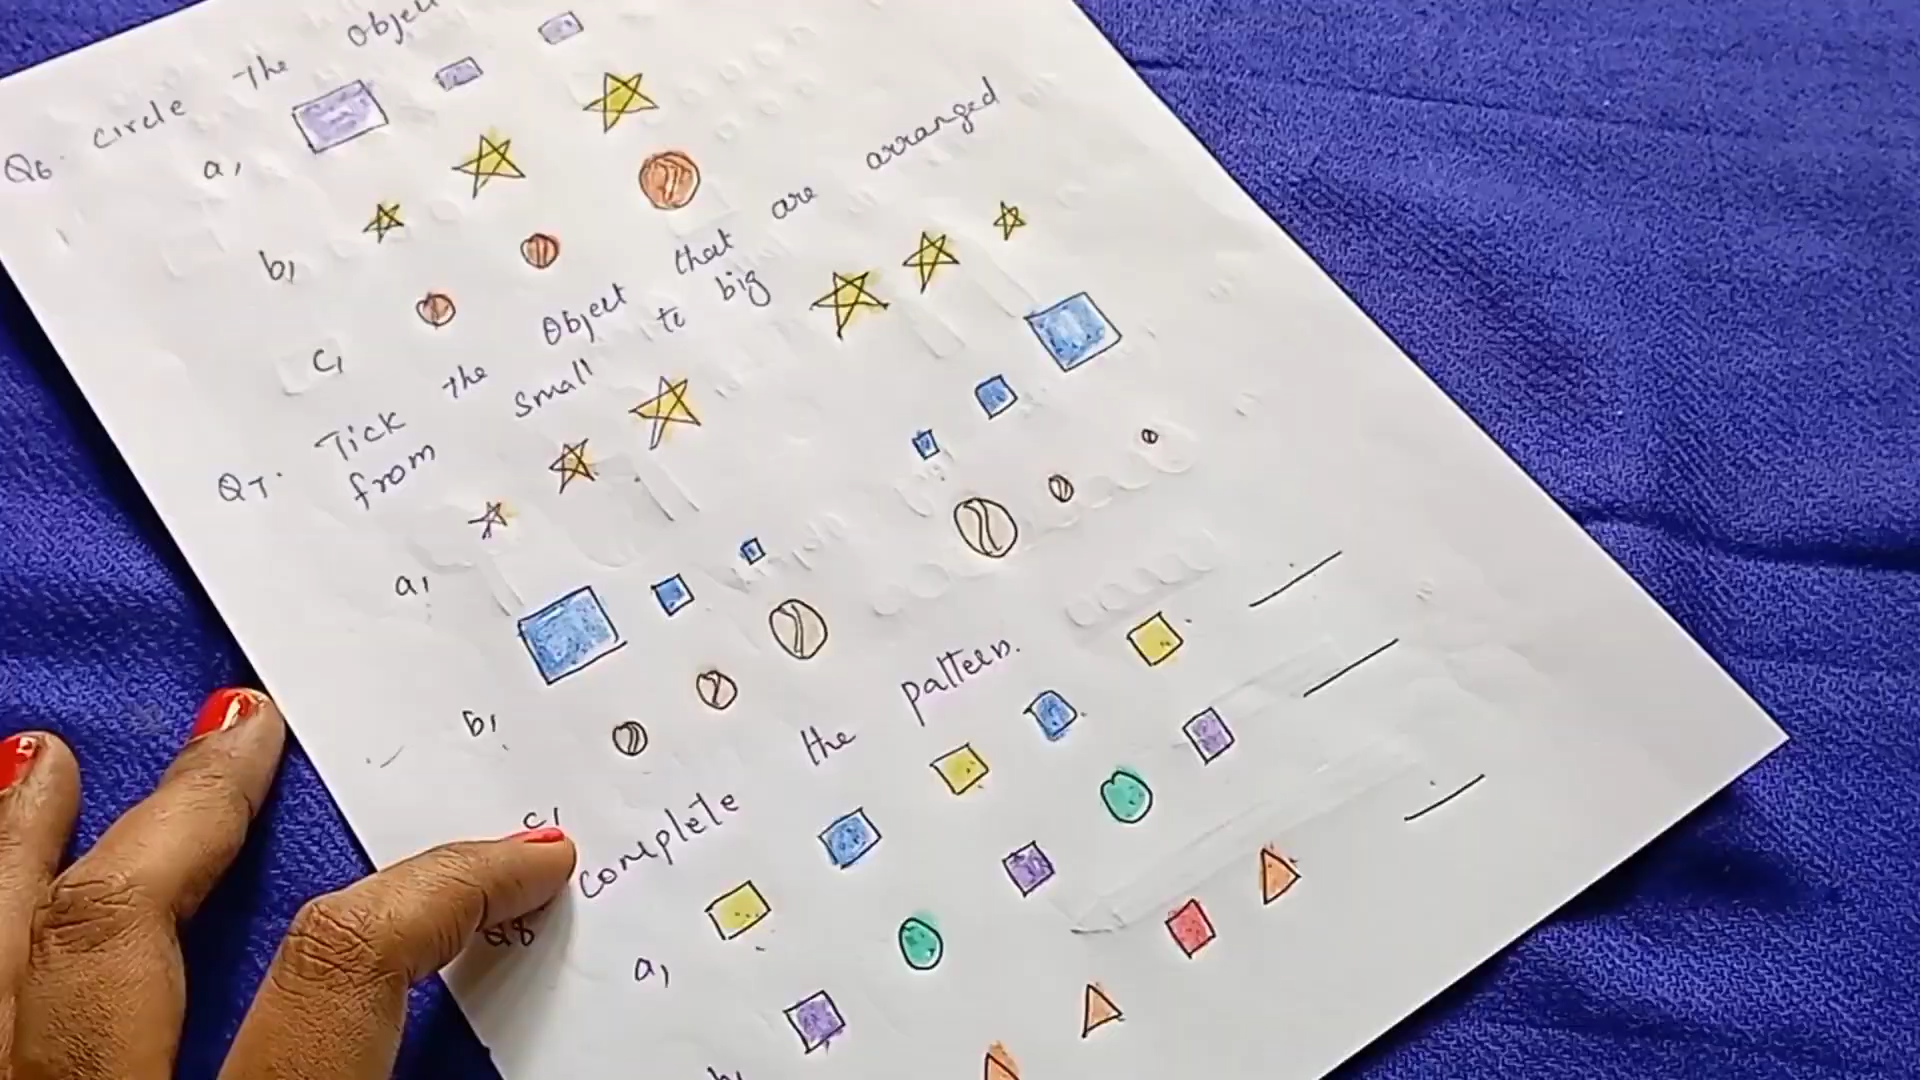 Q6. circle the Object
a,
b,
c,
Q7. Tick the Object that are arranged
from small to big
a,
b,
c,
Q8 complete the pattern.
a,
b,